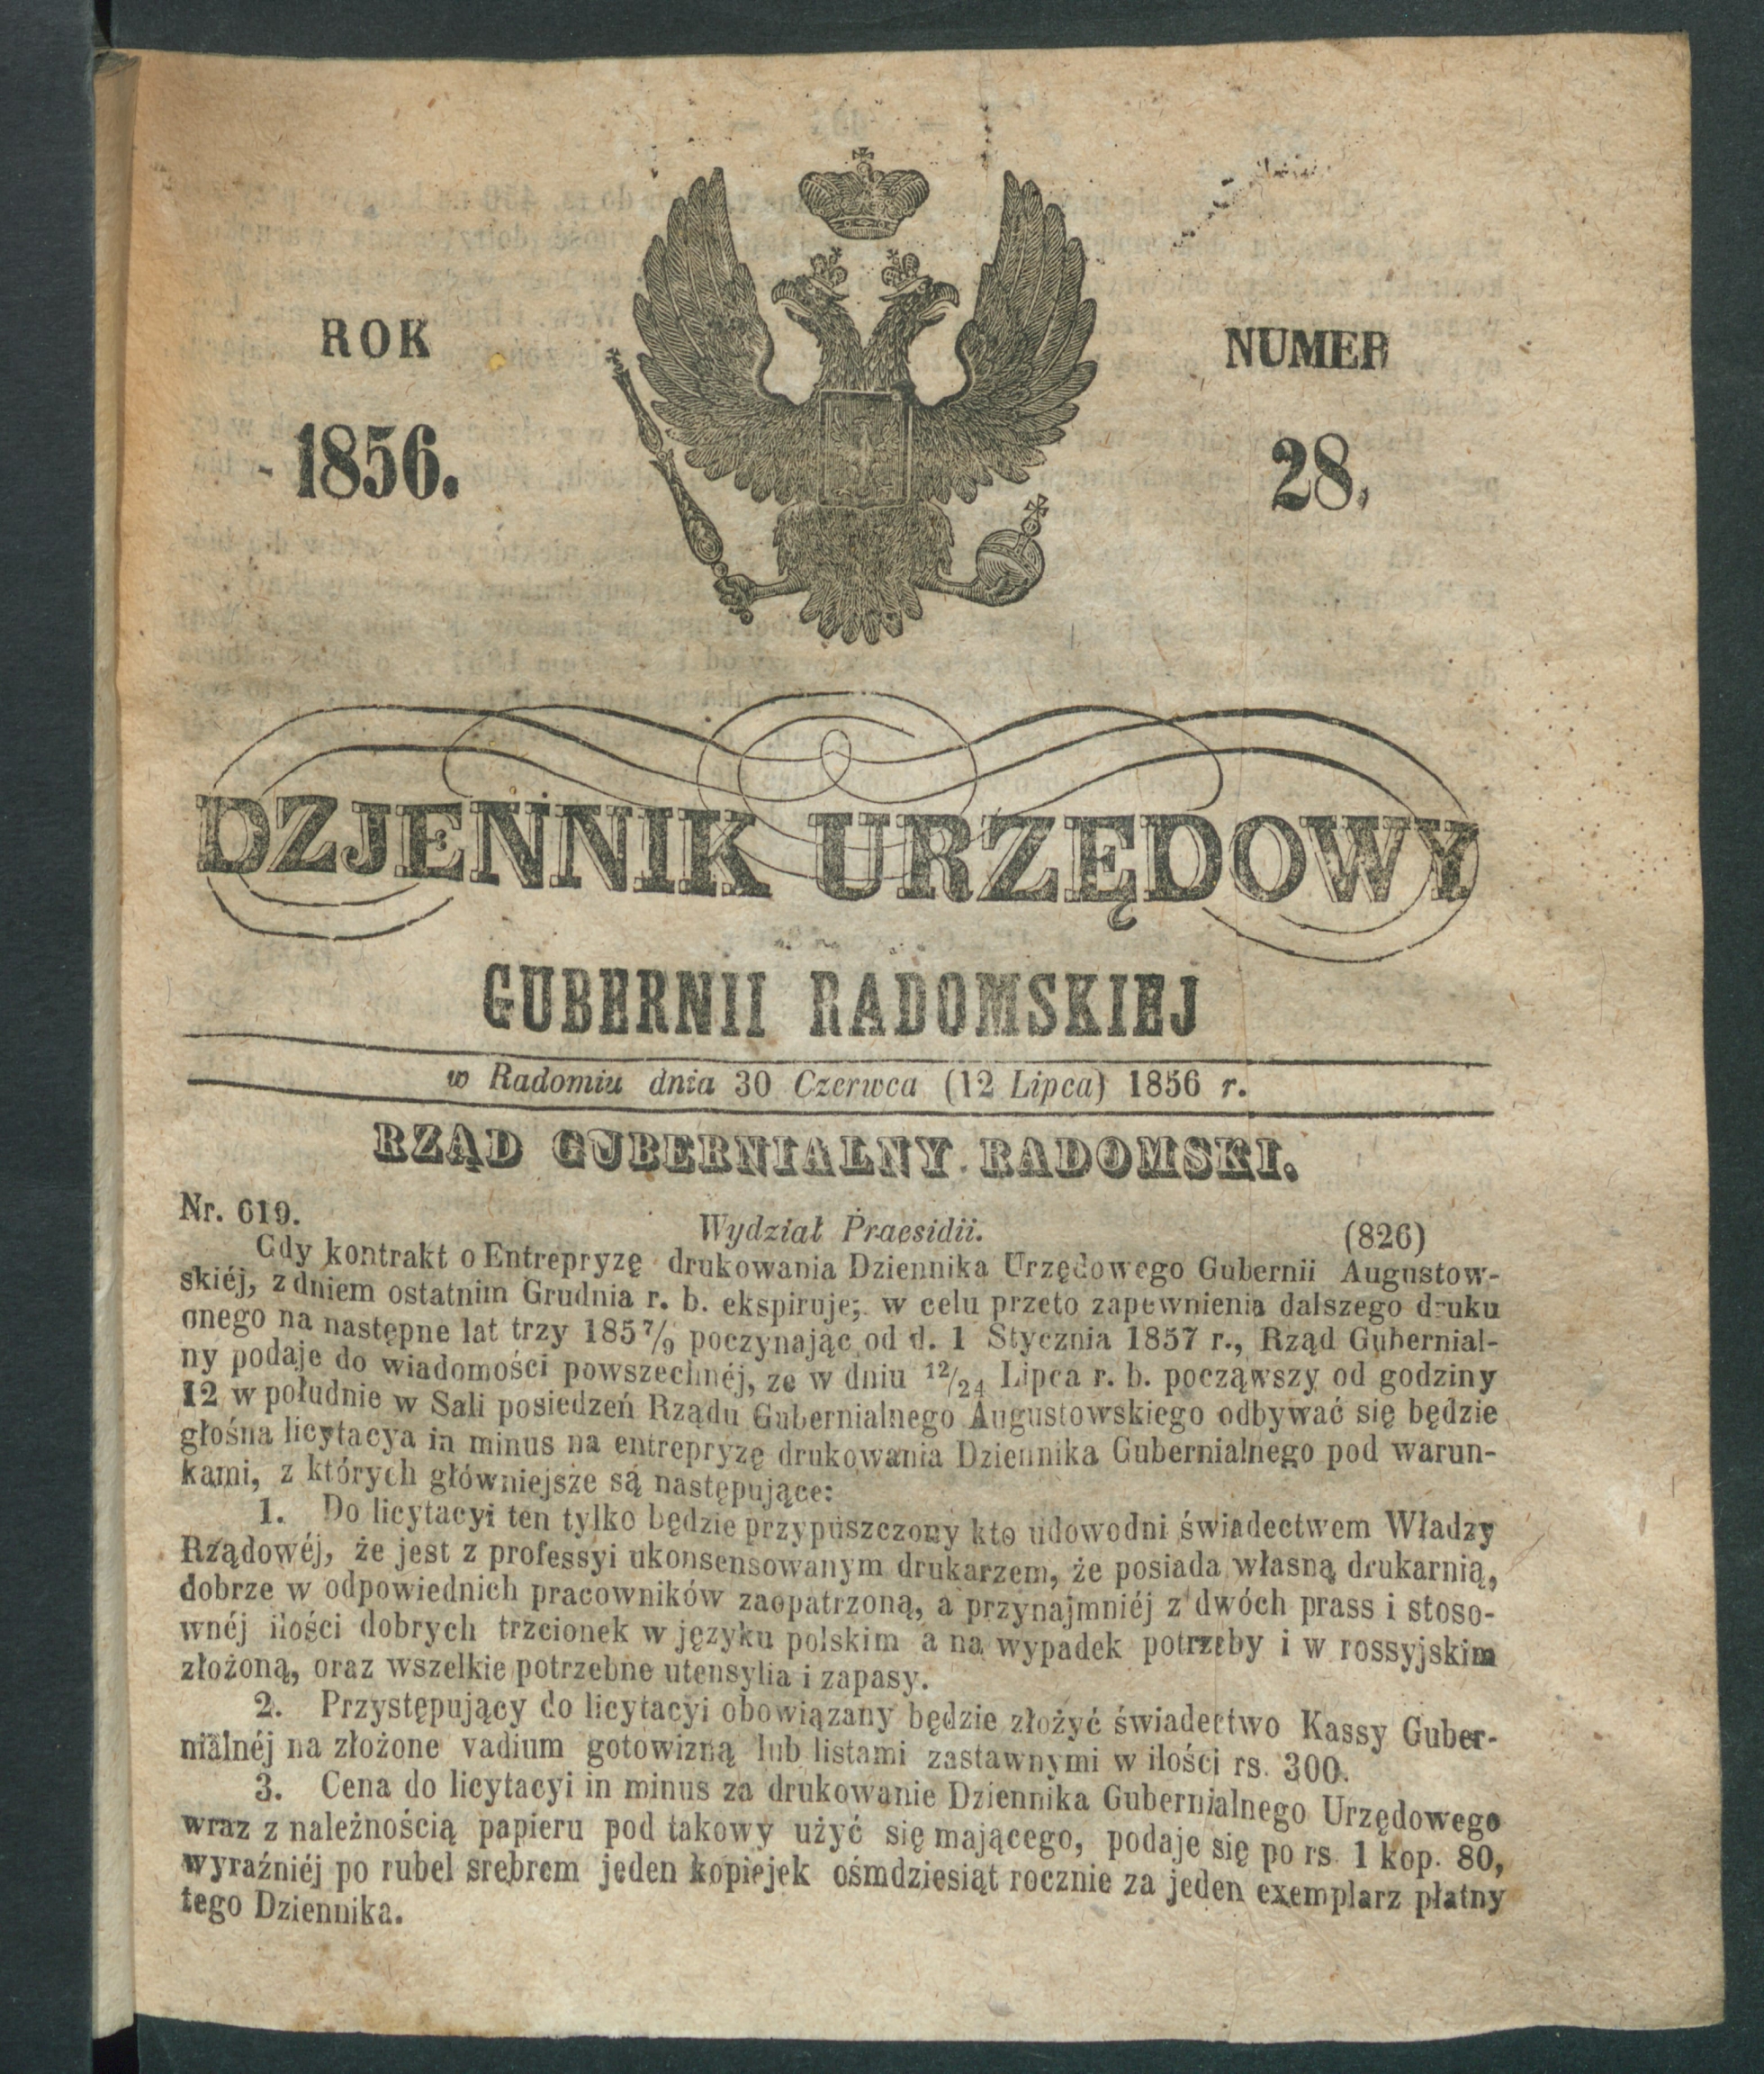 ROK
NUMER
1856.
28.
DZIENNIK URZĘDOWY
GUBERNII RADOMSKIEJ
w Radomiu dnia 30 Czerwca (12 Lipca) 1856 r.
RZĄD GUBERNIALNY RADOMSKI.
Nr. 619.
Wydział Praesidii.
(826)
Gdy kontrakt o Entrepryzę drukowania Dziennika Urzędowego Gubernii Augustow-
skiéj, z dniem ostatnim Grudnia r. b. ekspiruje; w celu przeto zapewnienia dalszego druku
onego na następne lat trzy 185 7/9 poczynając od d. 1 Stycznia 1857 r., Rząd Gubernial-
ny podaje do wiadomości powszechnéj, ze w dniu 12/24 Lipca r. b. począwszy od godziny
12 w południe w Sali posiedzeń Rządu Gubernialnego Augustowskiego odbywać się będzie
głośna licytacya in minus na entrepryzę drukowania Dziennika Gubernialnego pod warun-
kami, z których główniejsze są następujące:
1. Do licytacyi ten tylko będzie przypuszczony kto udowodni świadectwem Władzy
Rządowéj, że jest z professyi ukonsensowanym drukarzem, że posiada własną drukarnią,
dobrze w odpowiednich pracowników zaopatrzoną, a przynajmniéj z dwóch prass i stoso-
wnéj ilości dobrych trzcionek w języku polskim a na wypadek potrzeby i w rossyjskim
złożoną, oraz wszelkie potrzebne utensylia i zapasy.
2. Przystępujący do licytacyi obowiązany będzie złożyć świadectwo Kassy Guber-
nialnéj na złożone vadium gotowizną lub listami zastawnymi w ilości rs. 300.
3. Cena do licytacyi in minus za drukowanie Dziennika Gubernialnego Urzędowego
wraz z należnością papieru pod takowy użyć się mającego, podaje się po rs. 1 kop. 80,
wyraźniéj po rubel srebrem jeden kopiejek ośmdziesiąt rocznie za jeden exemplarz płatny
tego Dziennika.